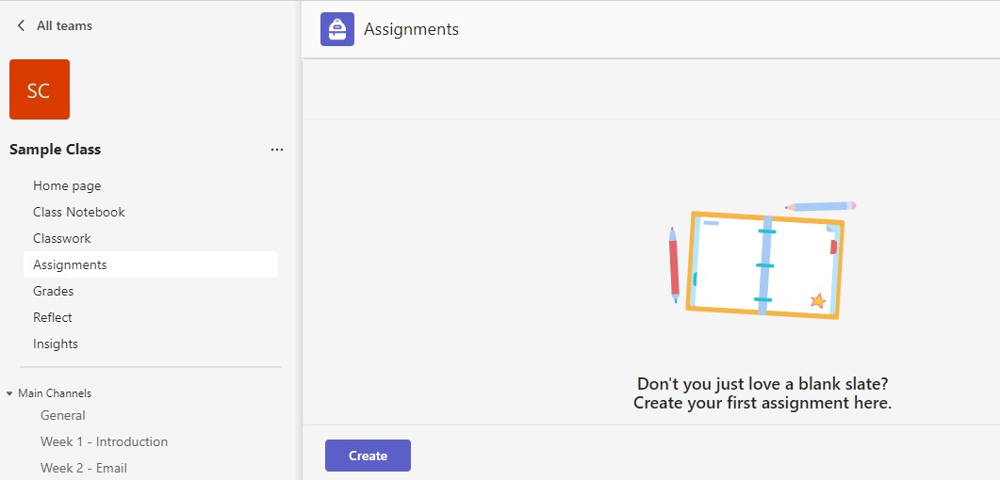 All teams
SC
Sample Class
...
Home page
Class Notebook
Classwork
Assignments
Grades
Reflect
Insights
Main Channels
General
Week 1 - Introduction
Week 2 - Email
Assignments
Don't you just love a blank slate?
Create your first assignment here.
Create